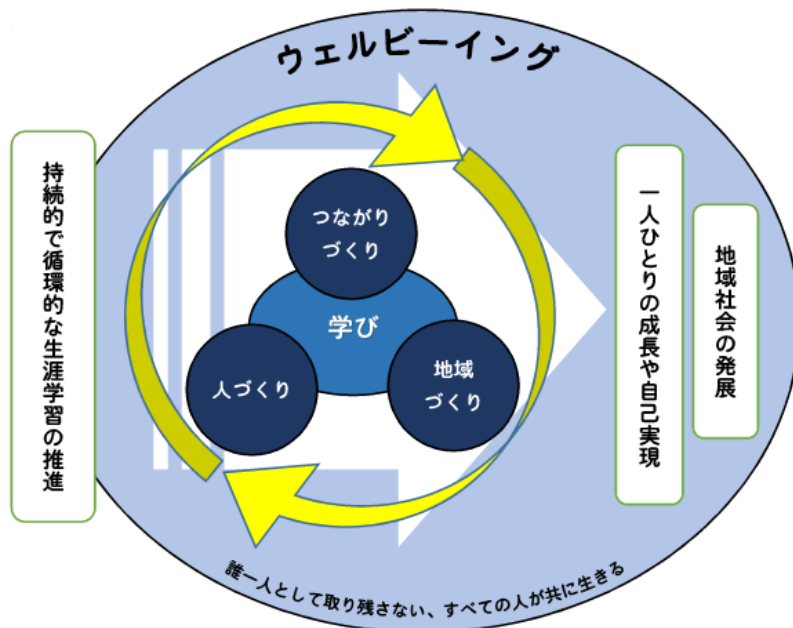 ウェルビーイング
持続的で循環的な生涯学習の推進
つながり
づくり
学び
人づくり
地域
づくり
一人ひとりの成長や自己実現
地域社会の発展
誰一人として取り残さない、すべての人が共に生きる